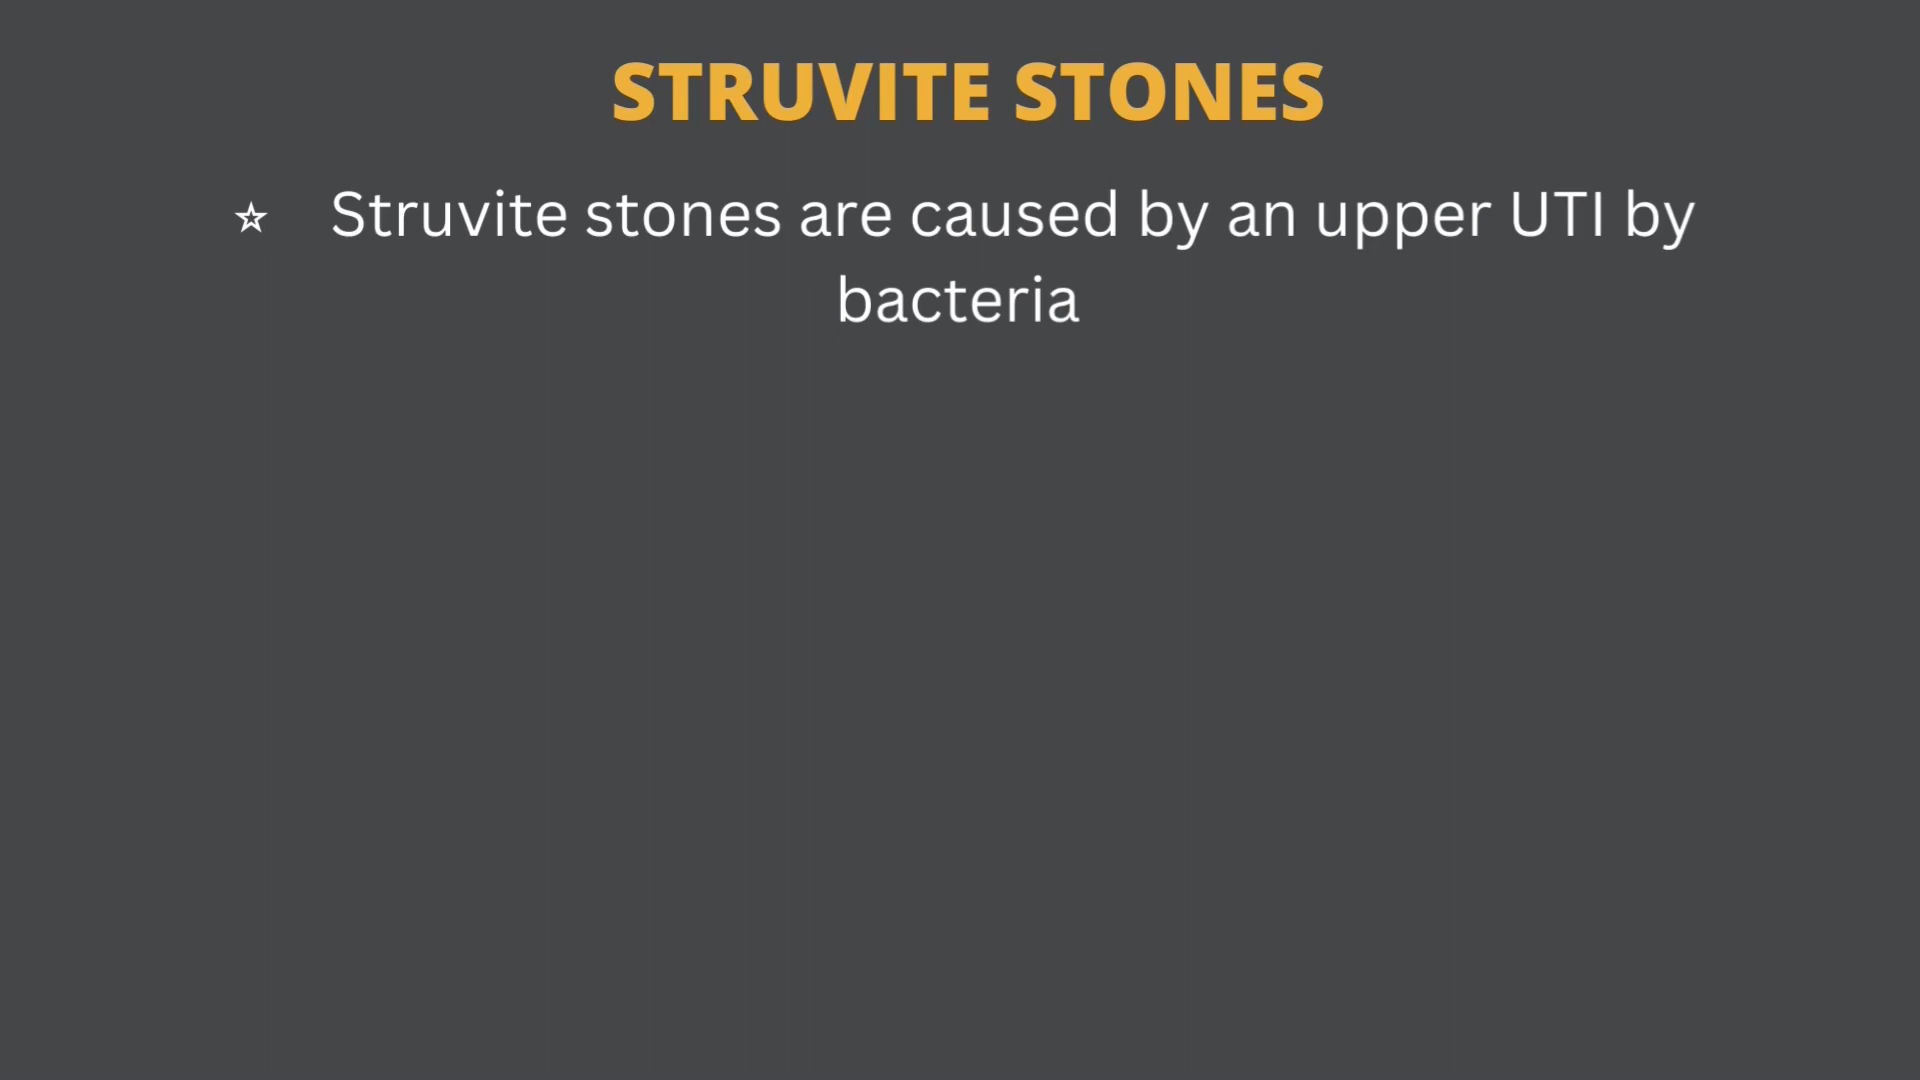 STRUVITE STONES
☆ Struvite stones are caused by an upper UTI by
bacteria